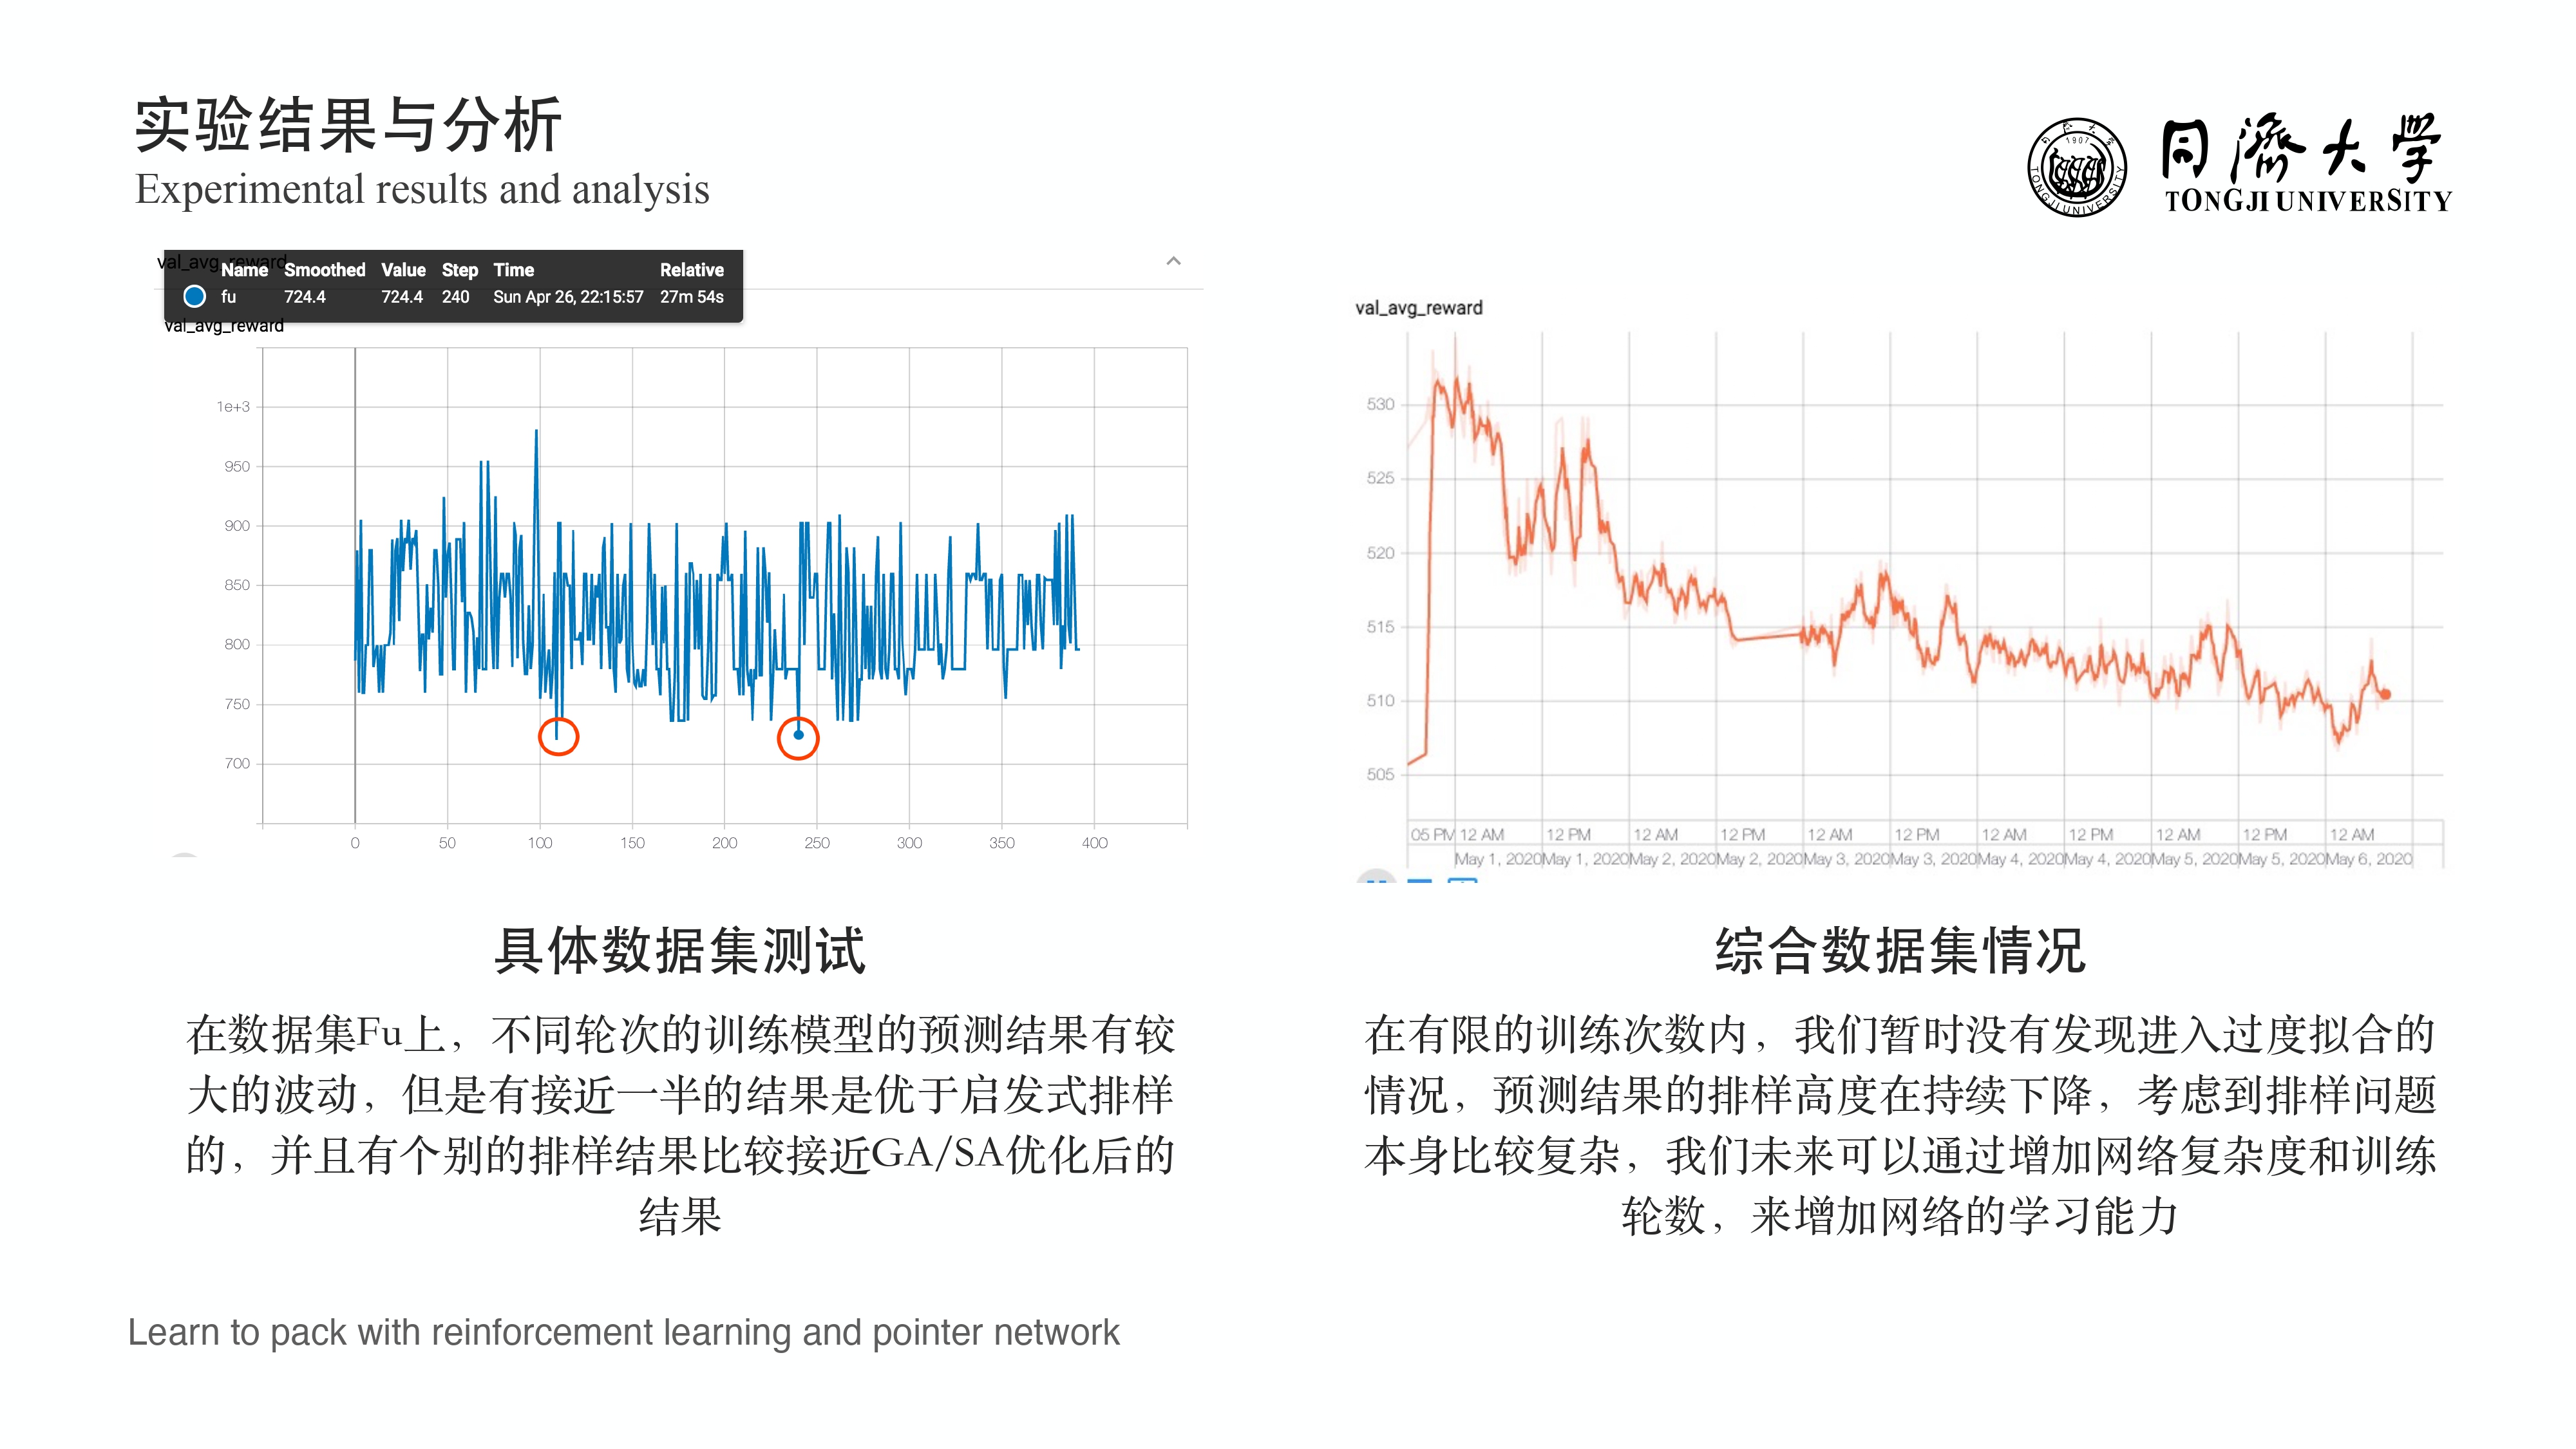 实验结果与分析
Experimental results and analysis
1907
TONGJI UNIVERSITY
同濟大学
TONGJI UNIVERSITY
val_avg_reward
Name Smoothed Value Step Time Relative
fu 724.4 724.4 240 Sun Apr 26, 22:15:57 27m 54s
val_avg_reward
1e+3
950
900
850
800
750
700
0 50 100 150 200 250 300 350 400
val_avg_reward
530
525
520
515
510
505
05 PM 12 AM 12 PM 12 AM 12 PM 12 AM 12 PM 12 AM 12 PM 12 AM 12 PM 12 AM
May 1, 2020 May 1, 2020 May 2, 2020 May 2, 2020 May 3, 2020 May 3, 2020 May 4, 2020 May 4, 2020 May 5, 2020 May 5, 2020 May 6, 2020
具体数据集测试
在数据集Fu上，不同轮次的训练模型的预测结果有较
大的波动，但是有接近一半的结果是优于启发式排样
的，并且有个别的排样结果比较接近GA/SA优化后的
结果
综合数据集情况
在有限的训练次数内，我们暂时没有发现进入过度拟合的
情况，预测结果的排样高度在持续下降，考虑到排样问题
本身比较复杂，我们未来可以通过增加网络复杂度和训练
轮数，来增加网络的学习能力
Learn to pack with reinforcement learning and pointer network